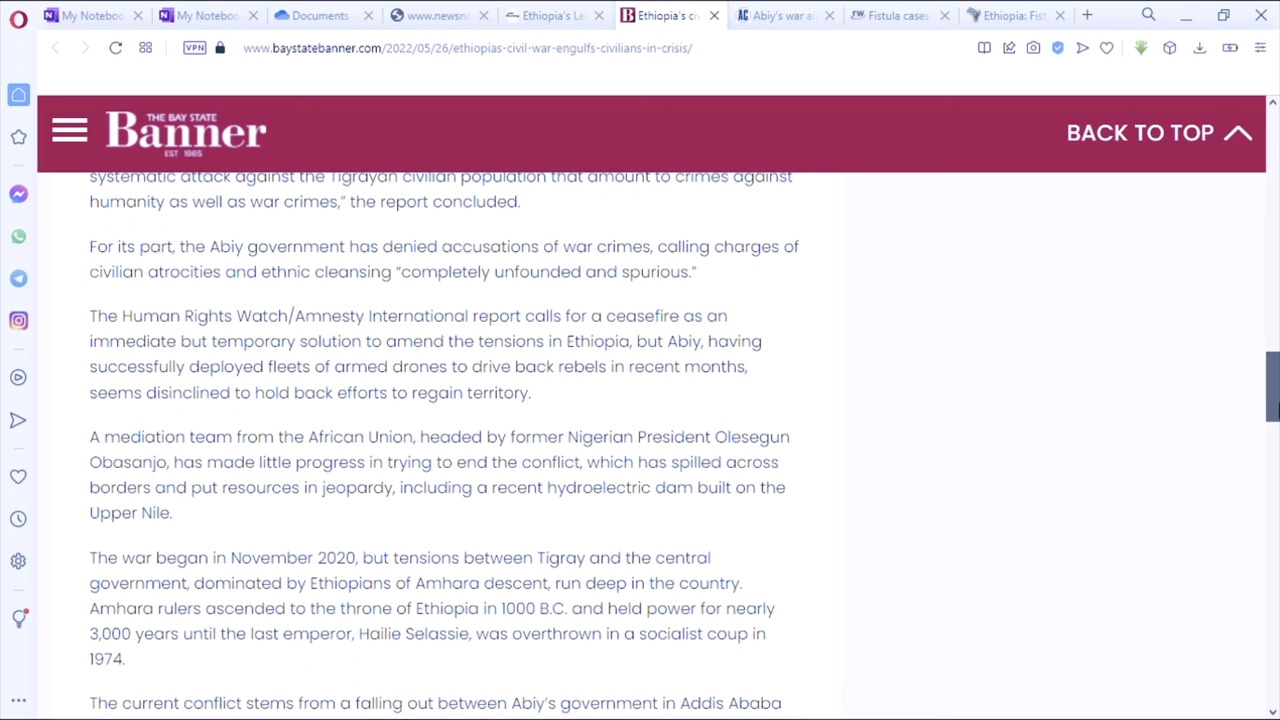 My Notebo
My Notebo
Documents -
www.newsn
Ethiopia's Le
Ethiopia's ci
Abiy's war a
Fistula cases
Ethiopia: Fist
VPN
www.baystatebanner.com/2022/05/26/ethiopias-civil-war-engulfs-civilians-in-crisis/
THE BAY STATE
Banner
EST 1965
BACK TO TOP
systematic attack against the Tigrayan civilian population that amount to crimes against
humanity as well as war crimes,” the report concluded.
For its part, the Abiy government has denied accusations of war crimes, calling charges of
civilian atrocities and ethnic cleansing “completely unfounded and spurious.”
The Human Rights Watch/Amnesty International report calls for a ceasefire as an
immediate but temporary solution to amend the tensions in Ethiopia, but Abiy, having
successfully deployed fleets of armed drones to drive back rebels in recent months,
seems disinclined to hold back efforts to regain territory.
A mediation team from the African Union, headed by former Nigerian President Olesegun
Obasanjo, has made little progress in trying to end the conflict, which has spilled across
borders and put resources in jeopardy, including a recent hydroelectric dam built on the
Upper Nile.
The war began in November 2020, but tensions between Tigray and the central
government, dominated by Ethiopians of Amhara descent, run deep in the country.
Amhara rulers ascended to the throne of Ethiopia in 1000 B.C. and held power for nearly
3,000 years until the last emperor, Hailie Selassie, was overthrown in a socialist coup in
1974.
The current conflict stems from a falling out between Abiy’s government in Addis Ababa